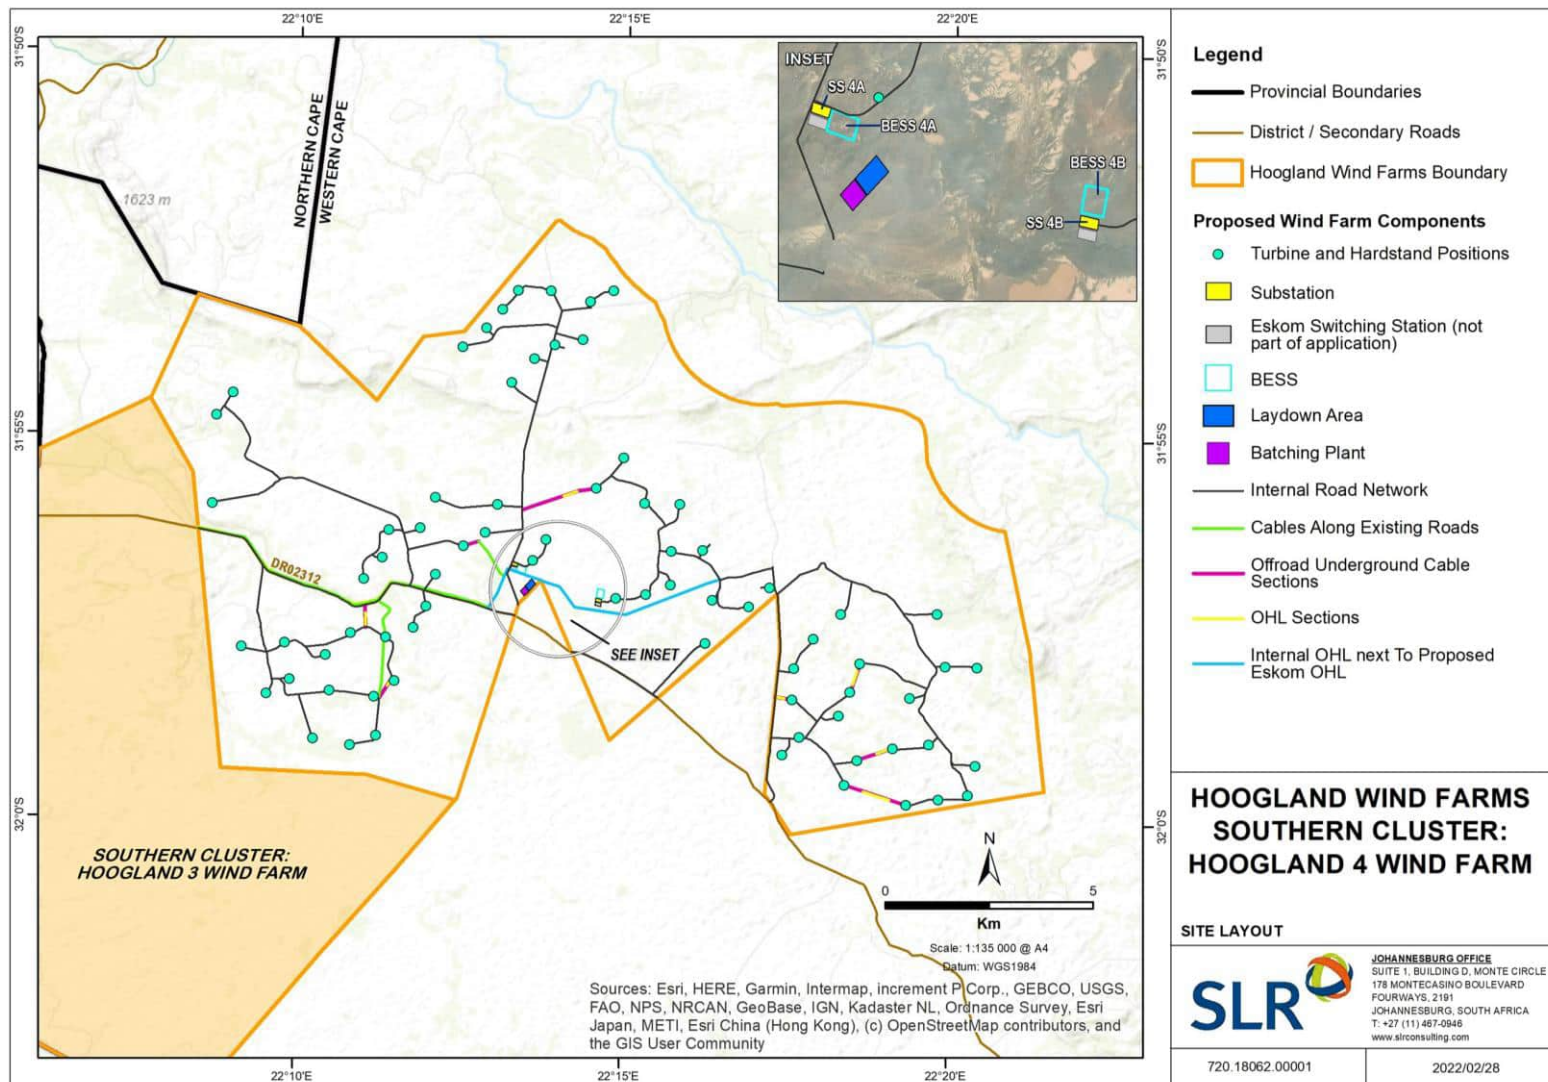 22°10'E
22°15'E
22°20'E
31°50'S
31°50'S
INSET
SS 4A
BESS 4A
BESS 4B
SS 4B
NORTHERN CAPE
WESTERN CAPE
1623 m
31°55'S
31°55'S
DR02312
SEE INSET
32°0'S
32°0'S
SOUTHERN CLUSTER:
HOOGLAND 3 WIND FARM
N
0 5
Km
Scale: 1:135 000 @ A4
Datum: WGS1984
Sources: Esri, HERE, Garmin, Intermap, increment P Corp., GEBCO, USGS,
FAO, NPS, NRCAN, GeoBase, IGN, Kadaster NL, Ordnance Survey, Esri
Japan, METI, Esri China (Hong Kong), (c) OpenStreetMap contributors, and
the GIS User Community
22°10'E
22°15'E
22°20'E
Legend
Provincial Boundaries
District / Secondary Roads
Hoogland Wind Farms Boundary
Proposed Wind Farm Components
Turbine and Hardstand Positions
Substation
Eskom Switching Station (not
part of application)
BESS
Laydown Area
Batching Plant
Internal Road Network
Cables Along Existing Roads
Offroad Underground Cable
Sections
OHL Sections
Internal OHL next To Proposed
Eskom OHL
HOOGLAND WIND FARMS
SOUTHERN CLUSTER:
HOOGLAND 4 WIND FARM
SITE LAYOUT
SLR
JOHANNESBURG OFFICE
SUITE 1, BUILDING D, MONTE CIRCLE
178 MONTECASINO BOULEVARD
FOURWAYS, 2191
JOHANNESBURG, SOUTH AFRICA
T: +27 (11) 467-0946
www.slrconsulting.com
720.18062.00001
2022/02/28